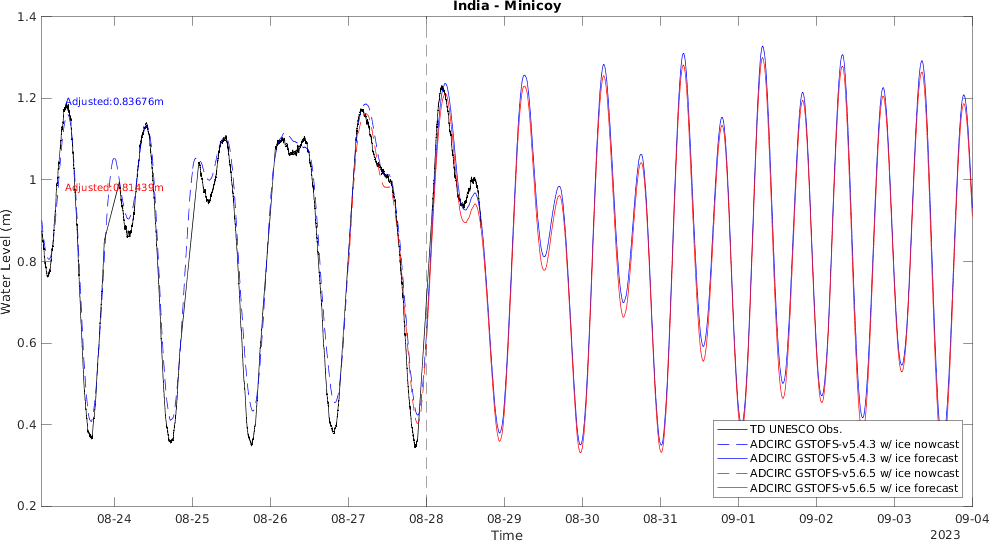 India - Minicoy
1.4
1.2
1
0.8
0.6
0.4
0.2
Water Level (m)
Adjusted:0.83676m
Adjusted:0.81439m
TD UNESCO Obs.
ADCIRC GSTOFS-v5.4.3 w/ ice nowcast
ADCIRC GSTOFS-v5.4.3 w/ ice forecast
ADCIRC GSTOFS-v5.6.5 w/ ice nowcast
ADCIRC GSTOFS-v5.6.5 w/ ice forecast
08-24 08-25 08-26 08-27 08-28 08-29 08-30 08-31 09-01 09-02 09-03 09-04
Time
2023